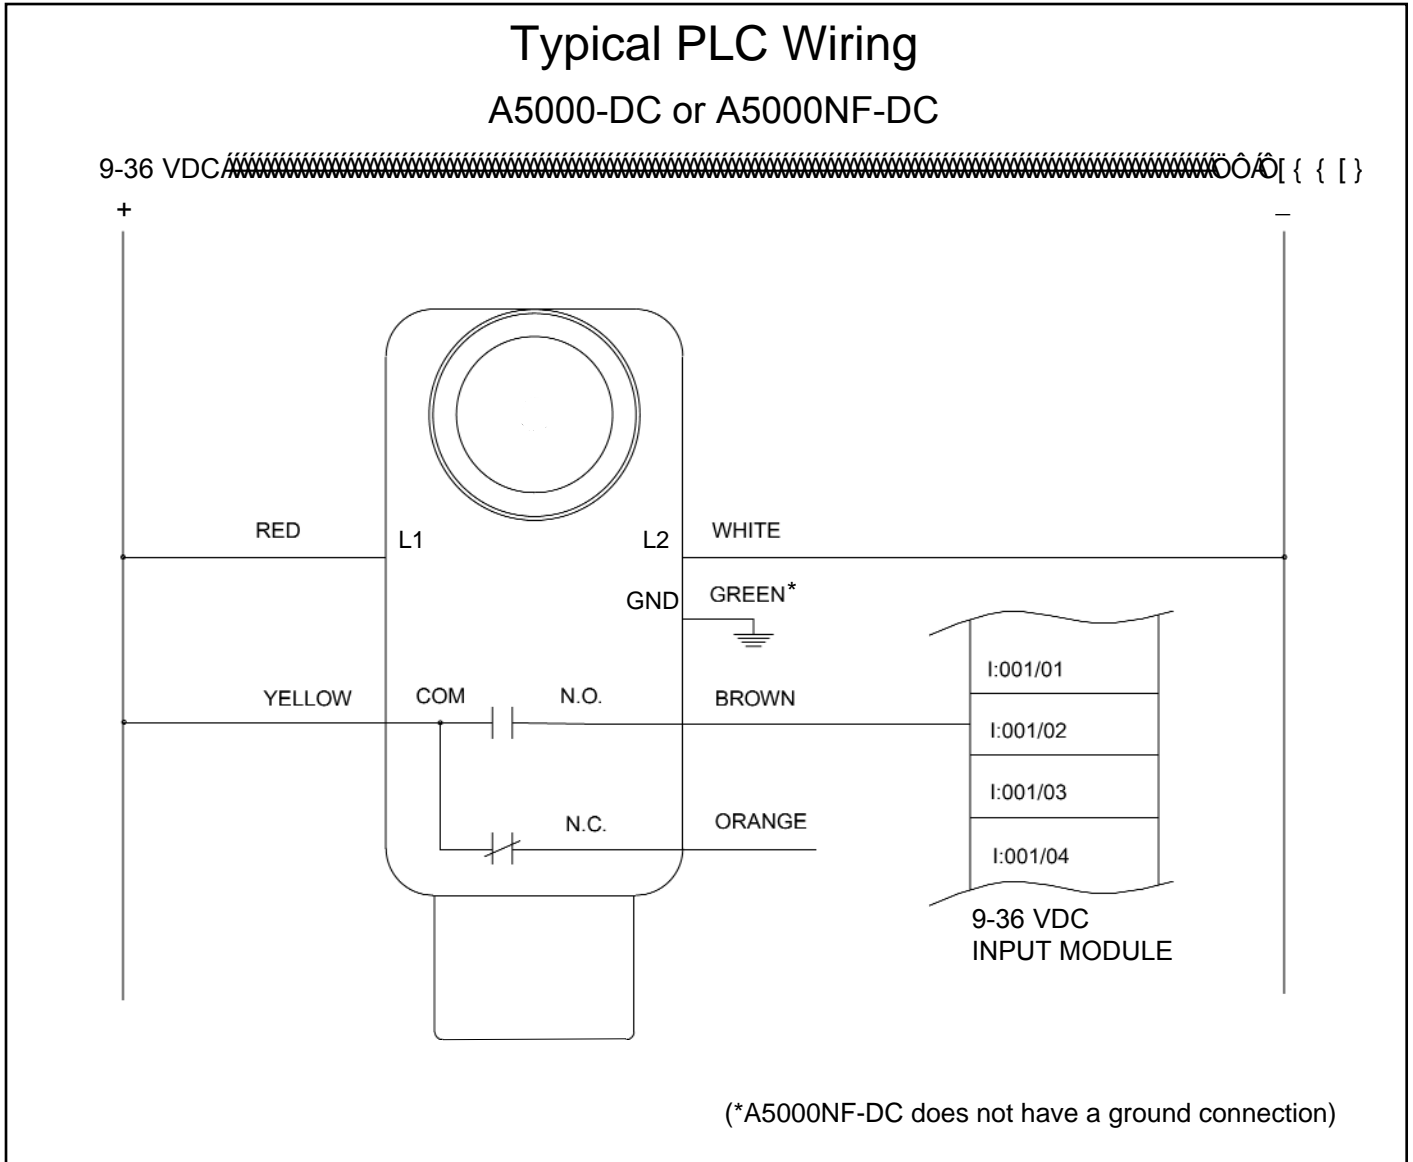 Typical PLC Wiring
A5000-DC or A5000NF-DC
9-36 VDC
+
–
RED
L1
L2
WHITE
GND
GREEN*
I:001/01
YELLOW
COM
N.O.
BROWN
I:001/02
I:001/03
N.C.
ORANGE
I:001/04
9-36 VDC
INPUT MODULE
(*A5000NF-DC does not have a ground connection)